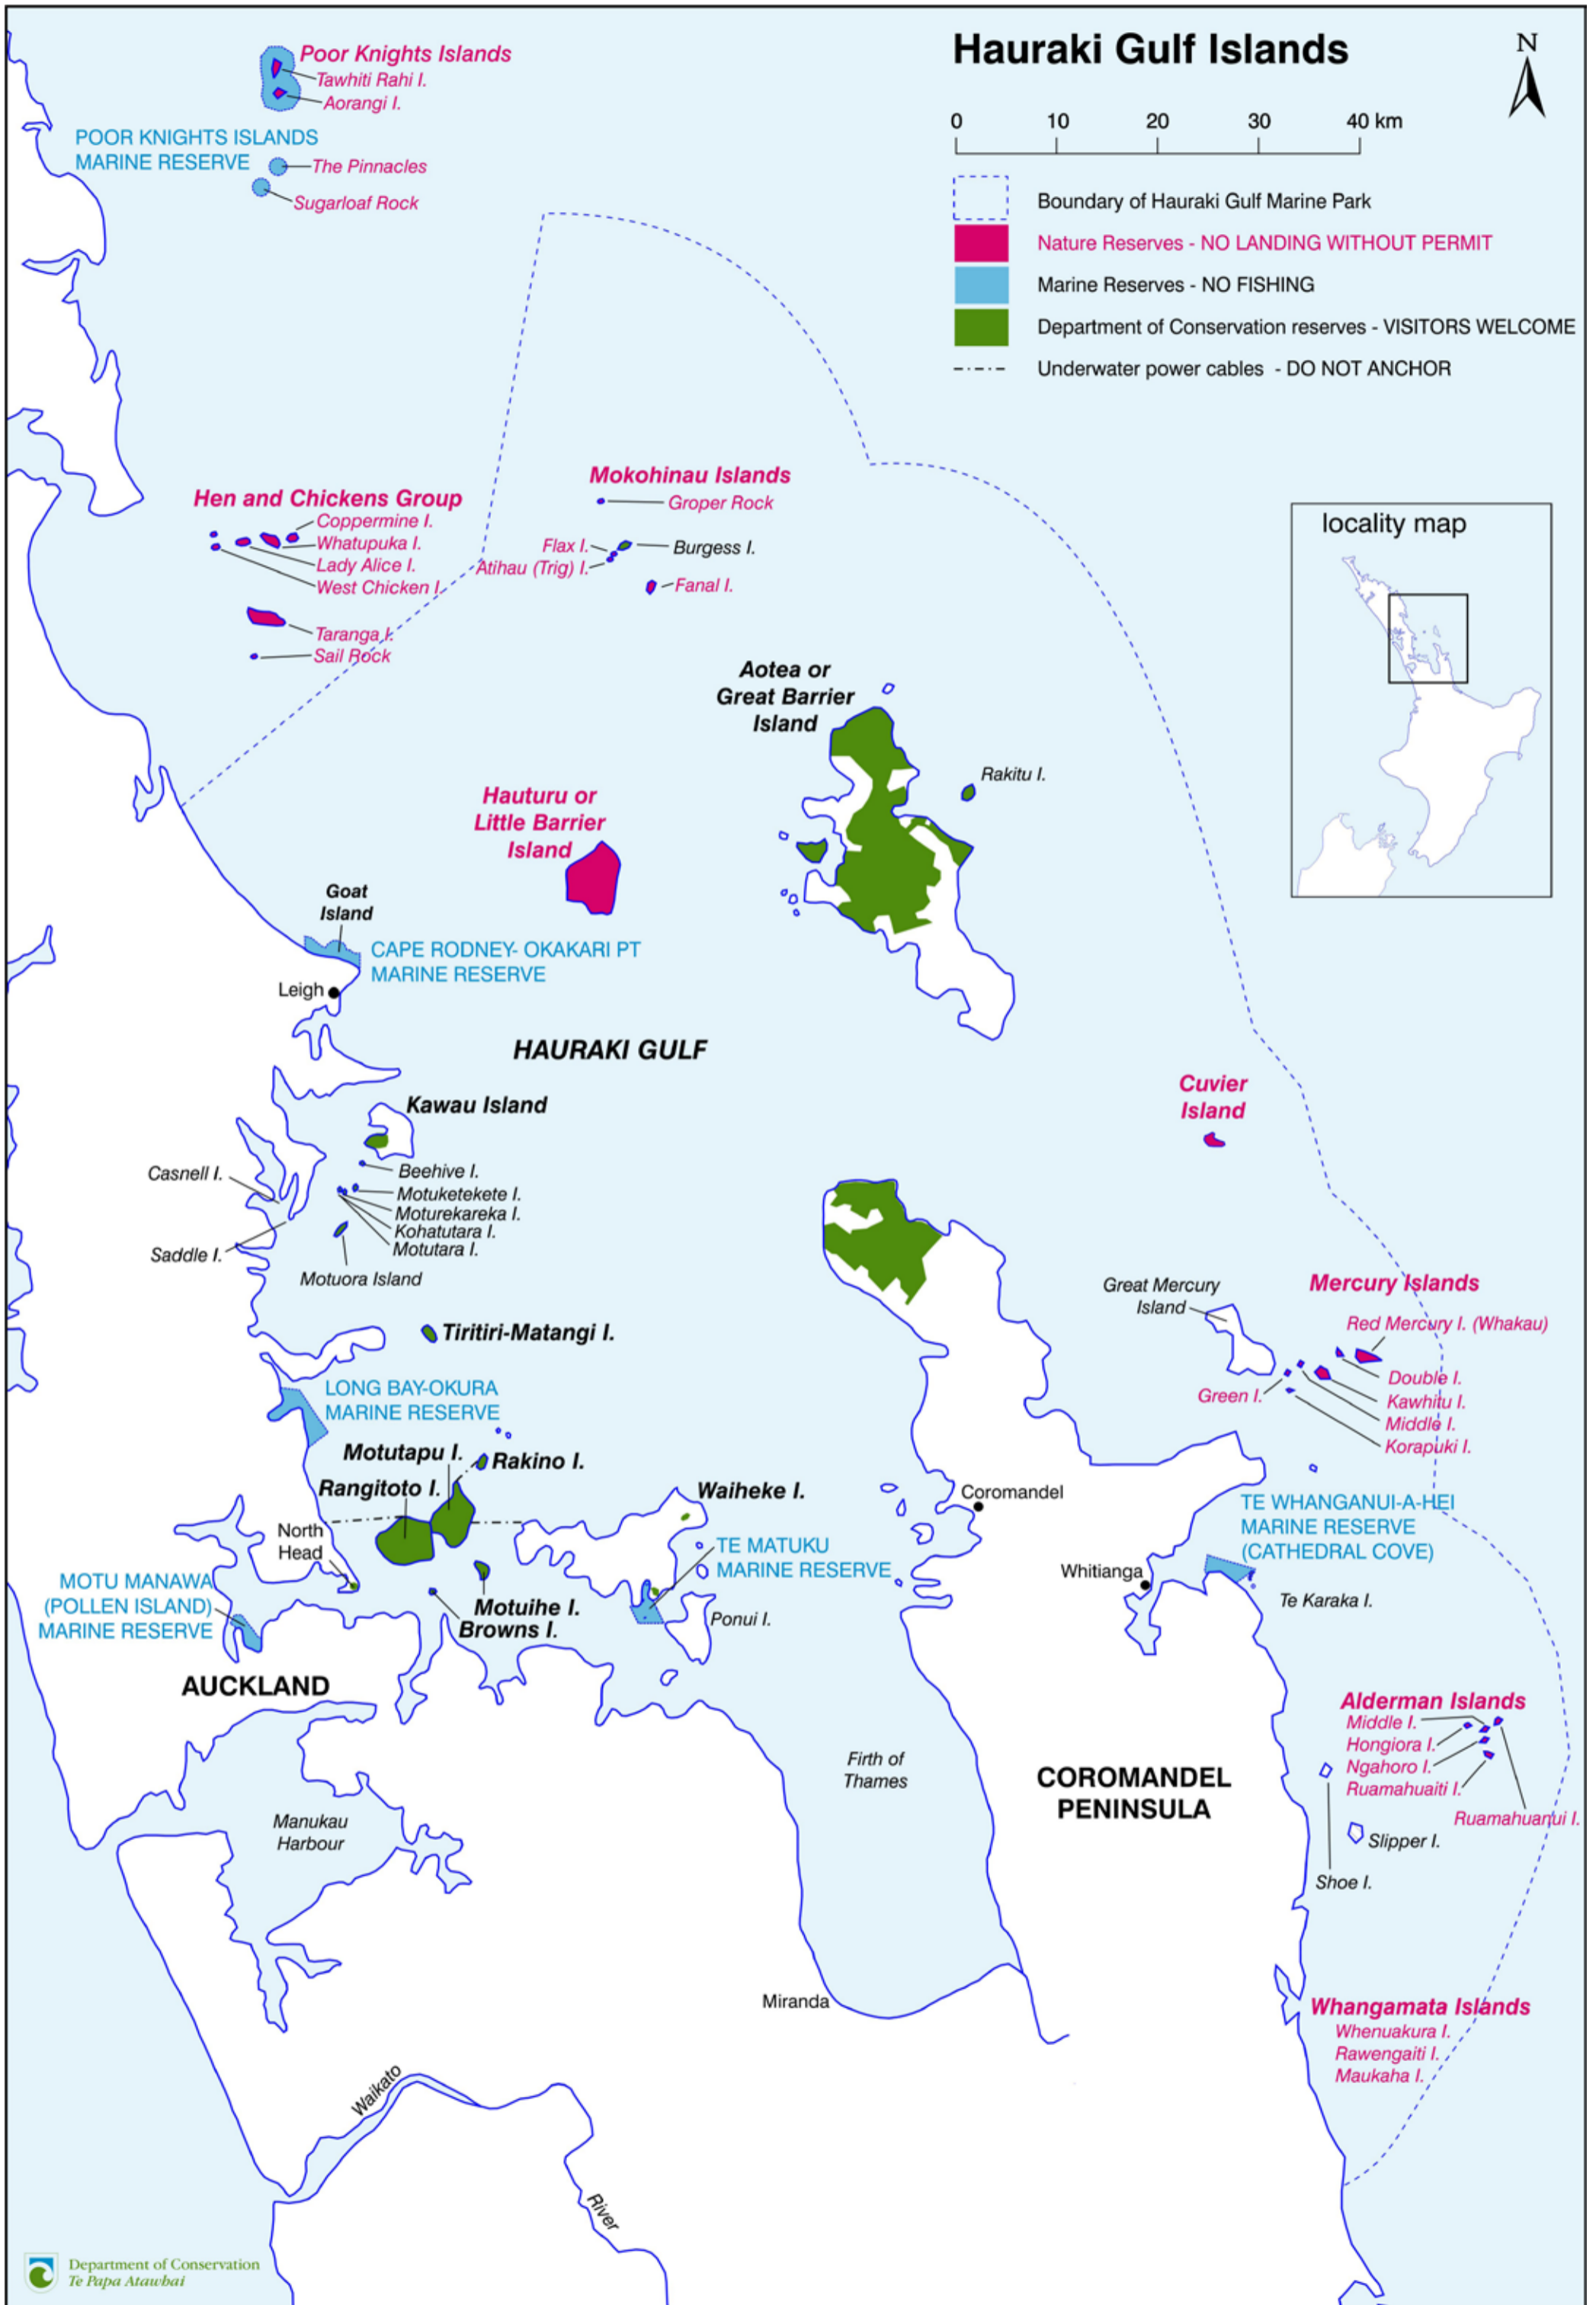 Hauraki Gulf Islands
N
0 10 20 30 40 km
Boundary of Hauraki Gulf Marine Park
Nature Reserves - NO LANDING WITHOUT PERMIT
Marine Reserves - NO FISHING
Department of Conservation reserves - VISITORS WELCOME
Underwater power cables - DO NOT ANCHOR
locality map
Poor Knights Islands
Tawhiti Rahi I.
Aorangi I.
POOR KNIGHTS ISLANDS
MARINE RESERVE
The Pinnacles
Sugarloaf Rock
Hen and Chickens Group
Coppermine I.
Whatupuka I.
Lady Alice I.
West Chicken I.
Taranga I.
Sail Rock
Mokohinau Islands
Groper Rock
Flax I.
Burgess I.
Atihau (Trig) I.
Fanal I.
Aotea or
Great Barrier
Island
Rakitu I.
Hauturu or
Little Barrier
Island
Goat
Island
CAPE RODNEY- OKAKARI PT
MARINE RESERVE
Leigh
HAURAKI GULF
Cuvier
Island
Kawau Island
Casnell I.
Beehive I.
Motuketekete I.
Moturekareka I.
Kohatutara I.
Motutara I.
Saddle I.
Motuora Island
Tiritiri-Matangi I.
Great Mercury
Island
Mercury Islands
Red Mercury I. (Whakau)
Double I.
Green I.
Kawhitu I.
Middle I.
Korapuki I.
LONG BAY-OKURA
MARINE RESERVE
Motutapu I.
Rakino I.
Rangitoto I.
Waiheke I.
North
Head
TE MATUKU
MARINE RESERVE
Coromandel
TE WHANGANUI-A-HEI
MARINE RESERVE
(CATHEDRAL COVE)
Whitianga
Te Karaka I.
MOTU MANAWA
(POLLEN ISLAND)
MARINE RESERVE
Motuihe I.
Browns I.
Ponui I.
AUCKLAND
Alderman Islands
Middle I.
Hongiora I.
Ngahoro I.
Ruamahuaiti I.
Ruamahuanui I.
Firth of
Thames
COROMANDEL
PENINSULA
Manukau
Harbour
Slipper I.
Shoe I.
Miranda
Whangamata Islands
Whenuakura I.
Rawengaiti I.
Maukaha I.
Waikato
River
Department of Conservation
Te Papa Atawhai